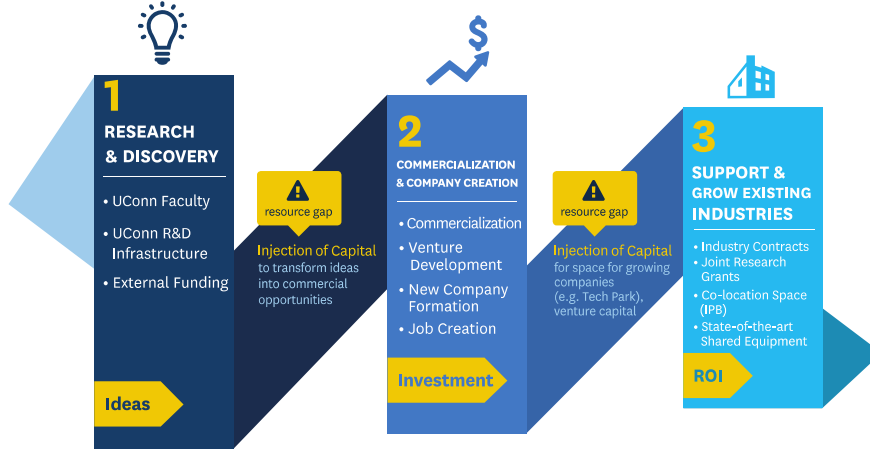 1
RESEARCH
& DISCOVERY
• UConn Faculty
• UConn R&D
Infrastructure
• External Funding
Ideas
resource gap
Injection of Capital
to transform ideas
into commercial
opportunities
$
2
COMMERCIALIZATION
& COMPANY CREATION
• Commercialization
• Venture
Development
• New Company
Formation
• Job Creation
Investment
resource gap
Injection of Capital
for space for growing
companies
(e.g. Tech Park),
venture capital
3
SUPPORT &
GROW EXISTING
INDUSTRIES
• Industry Contracts
• Joint Research
Grants
• Co-location Space
(IPB)
• State-of-the-art
Shared Equipment
ROI